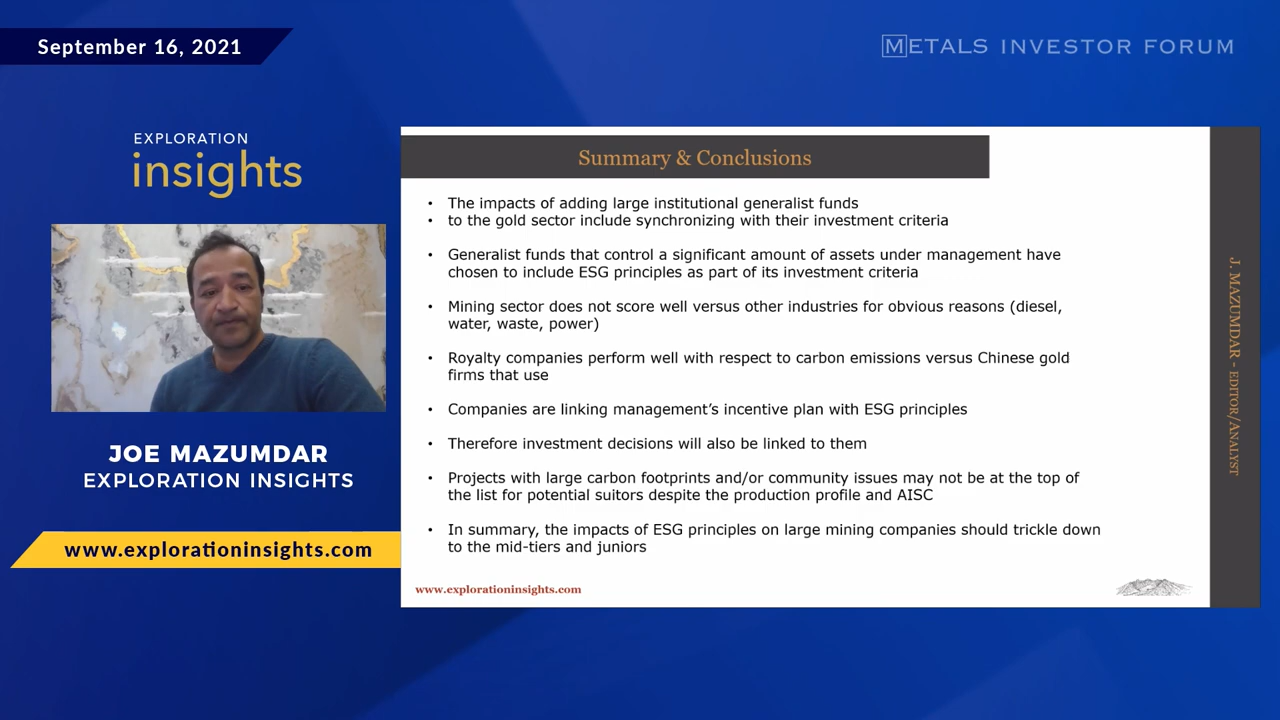 September 16, 2021
METALS INVESTOR FORUM
EXPLORATION
insights
JOE MAZUMDAR
EXPLORATION INSIGHTS
www.explorationinsights.com
Summary & Conclusions
• The impacts of adding large institutional generalist funds
• to the gold sector include synchronizing with their investment criteria
• Generalist funds that control a significant amount of assets under management have
chosen to include ESG principles as part of its investment criteria
• Mining sector does not score well versus other industries for obvious reasons (diesel,
water, waste, power)
• Royalty companies perform well with respect to carbon emissions versus Chinese gold
firms that use
• Companies are linking management’s incentive plan with ESG principles
• Therefore investment decisions will also be linked to them
• Projects with large carbon footprints and/or community issues may not be at the top of
the list for potential suitors despite the production profile and AISC
• In summary, the impacts of ESG principles on large mining companies should trickle down
to the mid-tiers and juniors
www.explorationinsights.com
J. MAZUMDAR - EDITOR/ANALYST